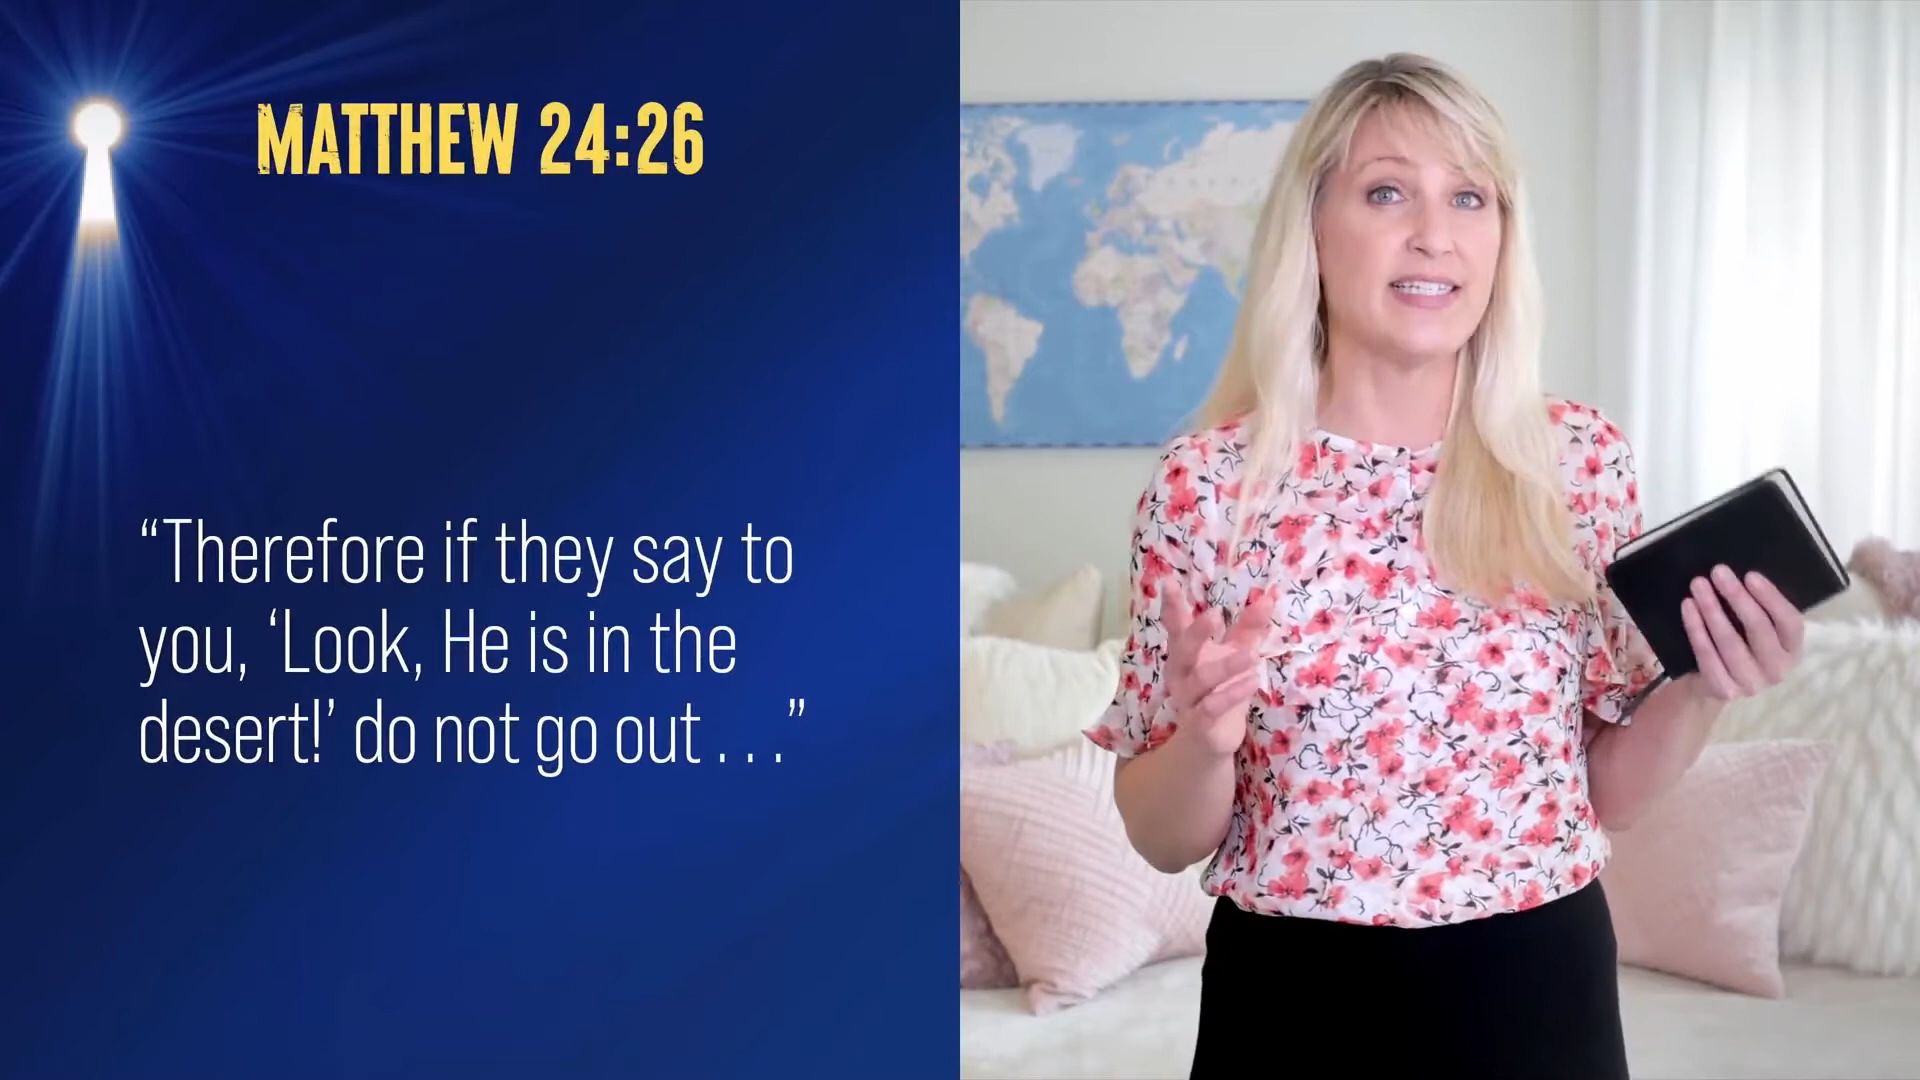 MATTHEW 24:26
“Therefore if they say to
you, ‘Look, He is in the
desert!’ do not go out . . .”